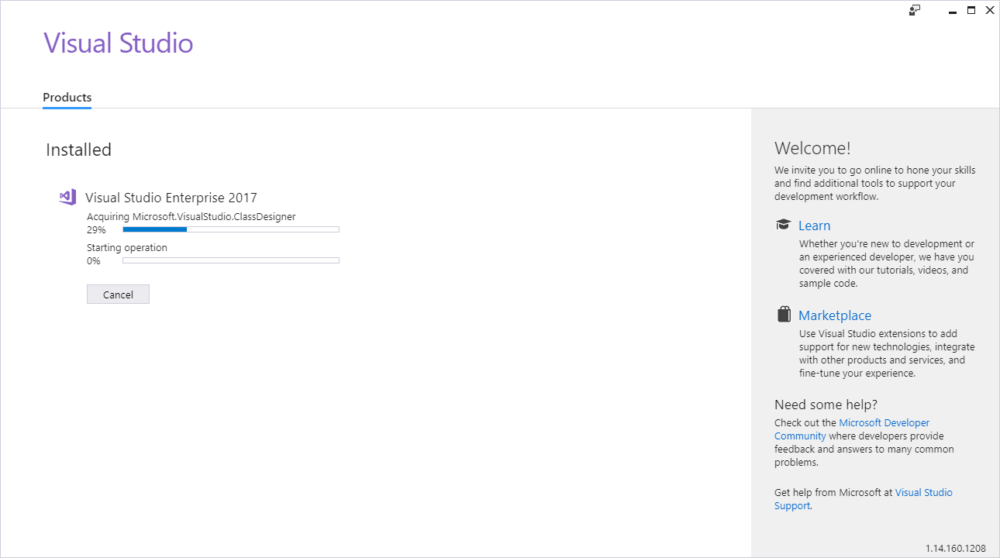 Visual Studio
Products
Installed
Visual Studio Enterprise 2017
Acquiring Microsoft.VisualStudio.ClassDesigner
29%
Starting operation
0%
Cancel
Welcome!
We invite you to go online to hone your skills
and find additional tools to support your
development workflow.
Learn
Whether you're new to development or
an experienced developer, we have you
covered with our tutorials, videos, and
sample code.
Marketplace
Use Visual Studio extensions to add
support for new technologies, integrate
with other products and services, and
fine-tune your experience.
Need some help?
Check out the Microsoft Developer
Community where developers provide
feedback and answers to many common
problems.
Get help from Microsoft at Visual Studio
Support.
1.14.160.1208